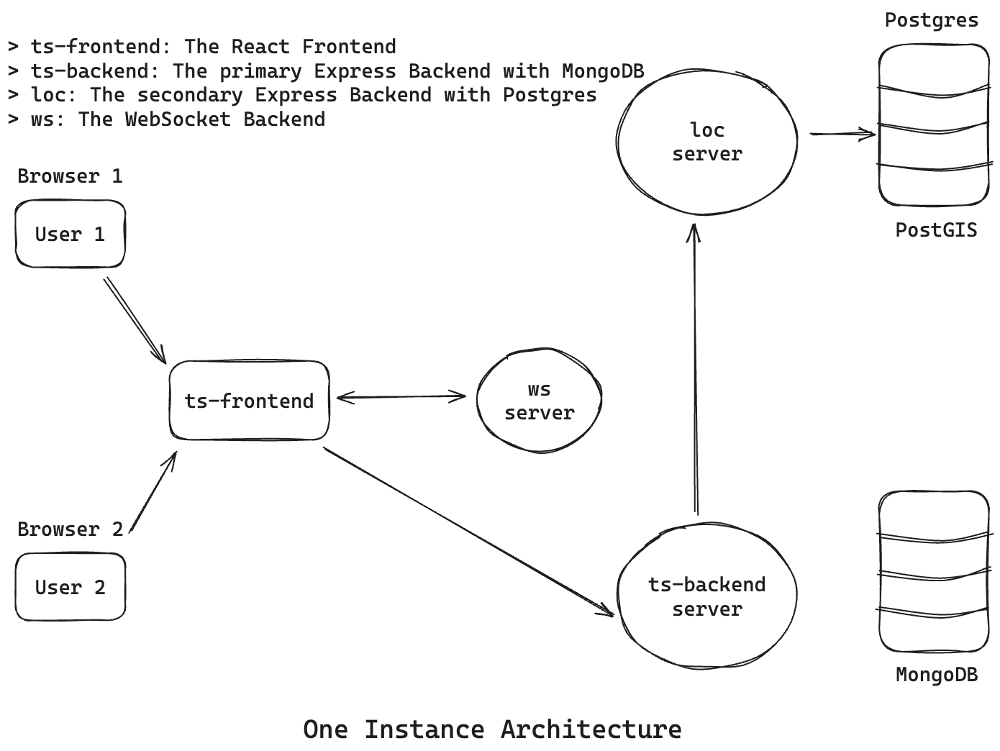 > ts-frontend: The React Frontend
> ts-backend: The primary Express Backend with MongoDB
> loc: The secondary Express Backend with Postgres
> ws: The WebSocket Backend
Postgres
loc
server
PostGIS
Browser 1
User 1
ts-frontend
ws
server
Browser 2
User 2
ts-backend
server
MongoDB
One Instance Architecture